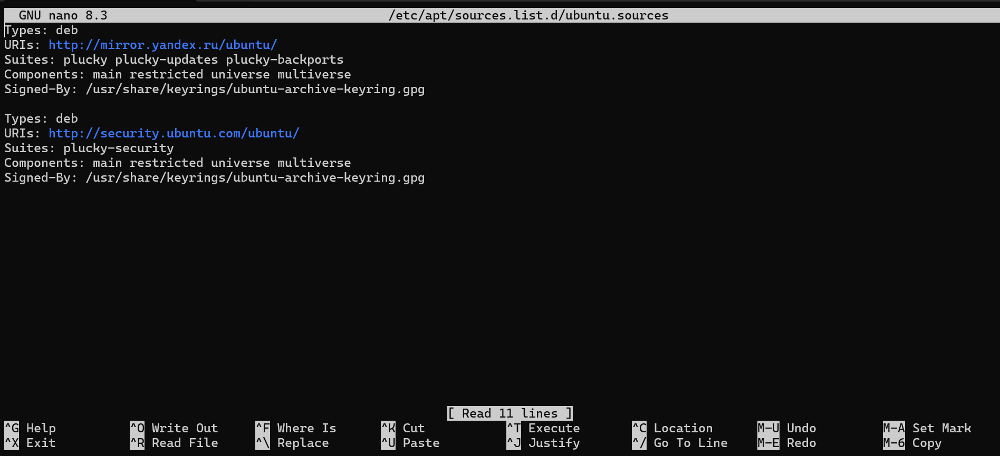 GNU nano 8.3 /etc/apt/sources.list.d/ubuntu.sources
Types: deb
URIs: http://mirror.yandex.ru/ubuntu/
Suites: plucky plucky-updates plucky-backports
Components: main restricted universe multiverse
Signed-By: /usr/share/keyrings/ubuntu-archive-keyring.gpg
Types: deb
URIs: http://security.ubuntu.com/ubuntu/
Suites: plucky-security
Components: main restricted universe multiverse
Signed-By: /usr/share/keyrings/ubuntu-archive-keyring.gpg
[ Read 11 lines ]
^G Help ^O Write Out ^F Where Is ^K Cut ^T Execute ^C Location M-U Undo M-A Set Mark
^X Exit ^R Read File ^\ Replace ^U Paste ^J Justify ^/ Go To Line M-E Redo M-6 Copy